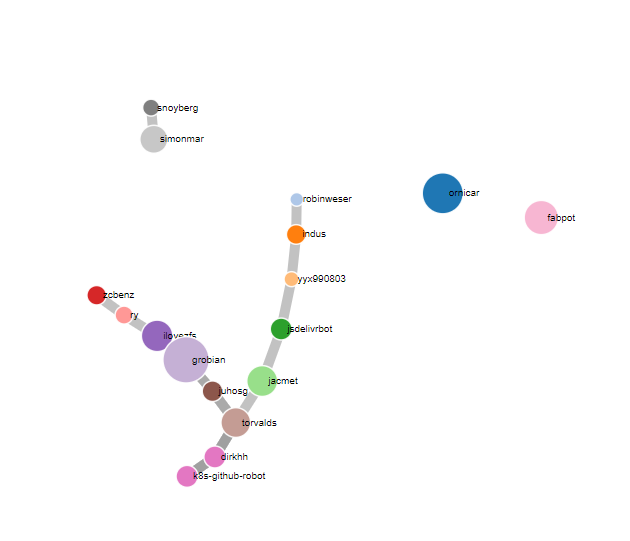 snoyberg
simonmar
ornicar
robinweser
fabpot
indus
yyx990803
zcbenz
ry
jsdelivrbot
ilovezfs
grobian
jacmet
juhosg
torvalds
dirkhh
k8s-github-robot